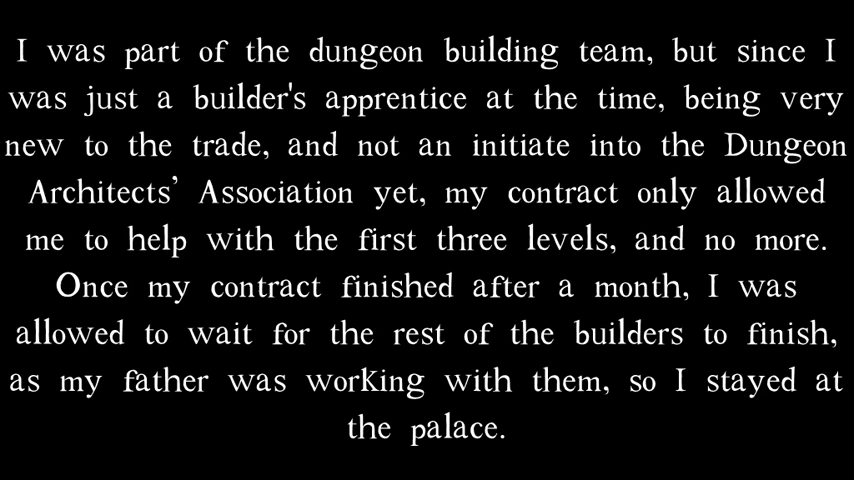 I was part of the dungeon building team, but since I
was just a builder's apprentice at the time, being very
new to the trade, and not an initiate into the Dungeon
Architects’ Association yet, my contract only allowed
me to help with the first three levels, and no more.
Once my contract finished after a month, I was
allowed to wait for the rest of the builders to finish,
as my father was working with them, so I stayed at
the palace.